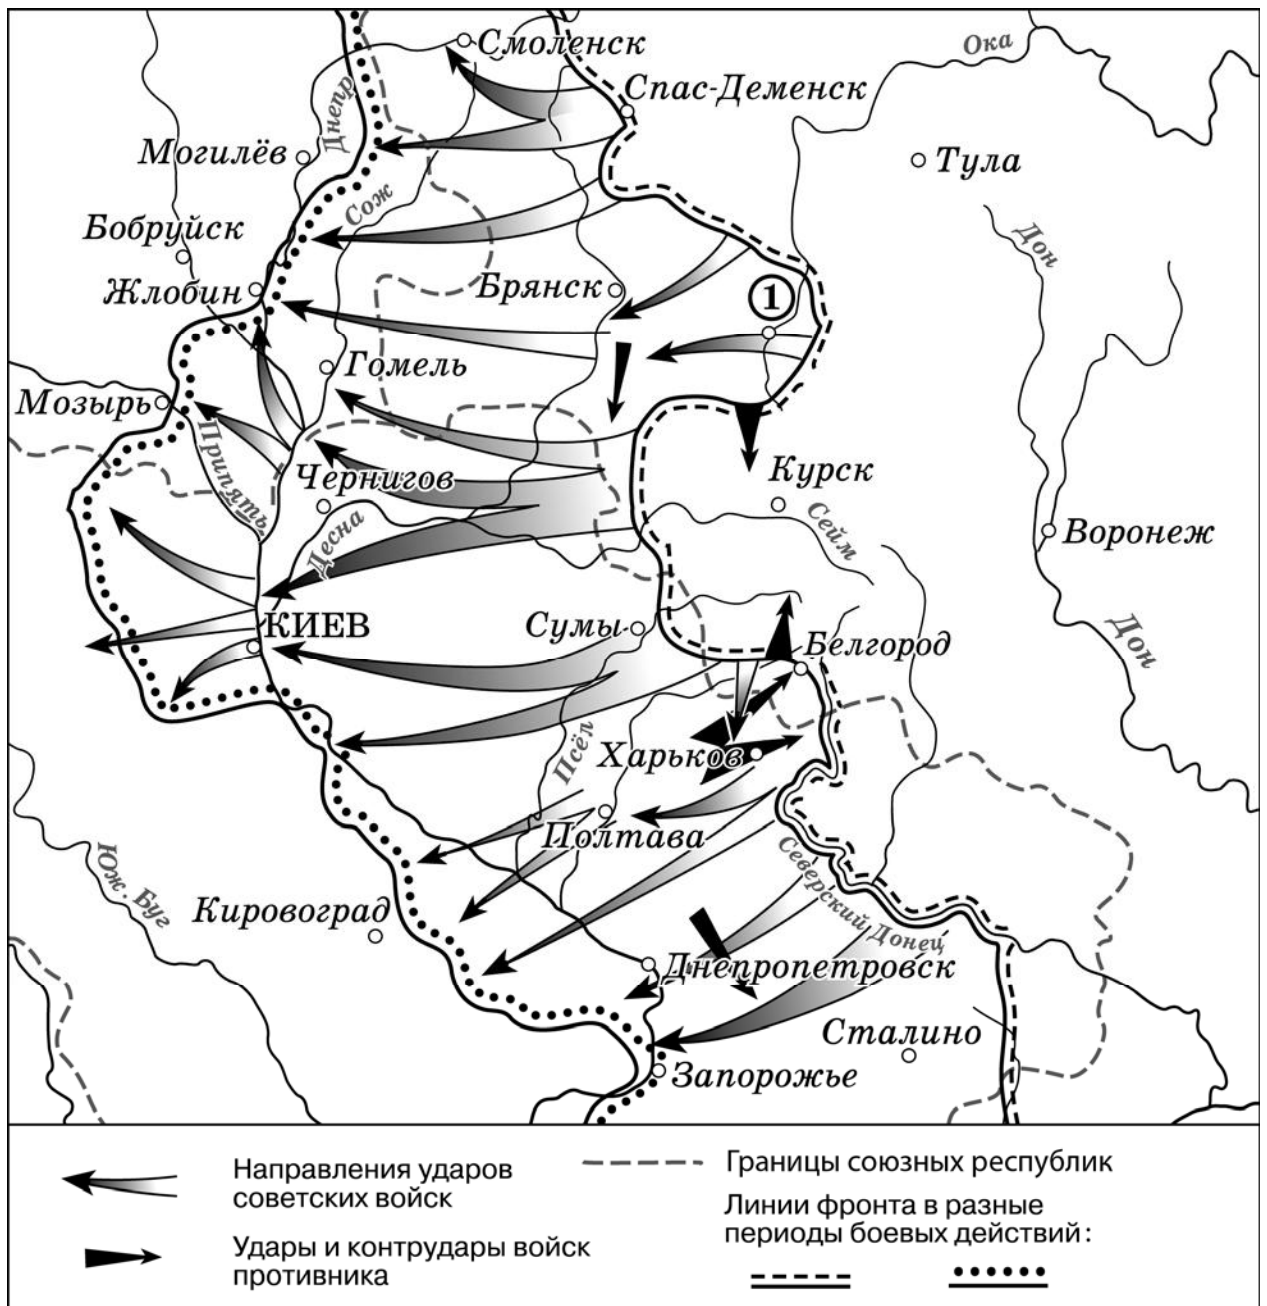 Смоленск
Ока
Спас-Деменск
Днепр
Могилёв
Тула
Сож
Бобруйск
Дон
Жлобин
Брянск
1
Гомель
Мозырь
Припять
Чернигов
Курск
Десна
Сейм
Воронеж
КИЕВ
Сумы
Белгород
Дон
Псёл
Харьков
Полтава
Северский Донец
Юж. Буг
Кировоград
Днепропетровск
Сталино
Запорожье
Направления ударов
советских войск
Удары и контрудары войск
противника
Границы союзных республик
Линии фронта в разные
периоды боевых действий: